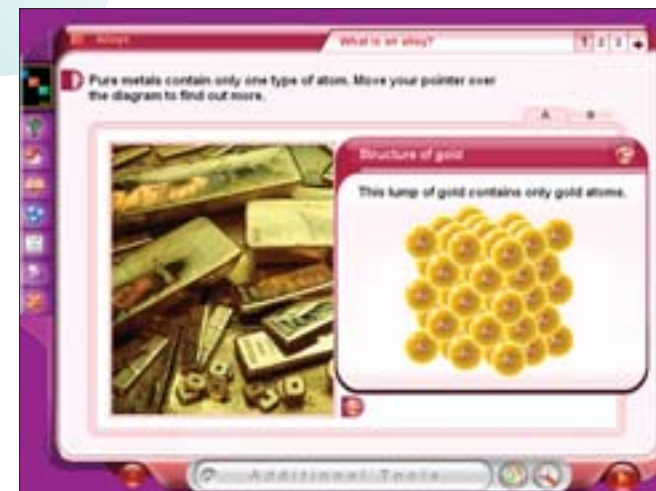 Alloys
What is an alloy?
1 2 3
Pure metals contain only one type of atom. Move your pointer over
the diagram to find out more.
A B
Structure of gold
This lump of gold contains only gold atoms.
Additional Tools